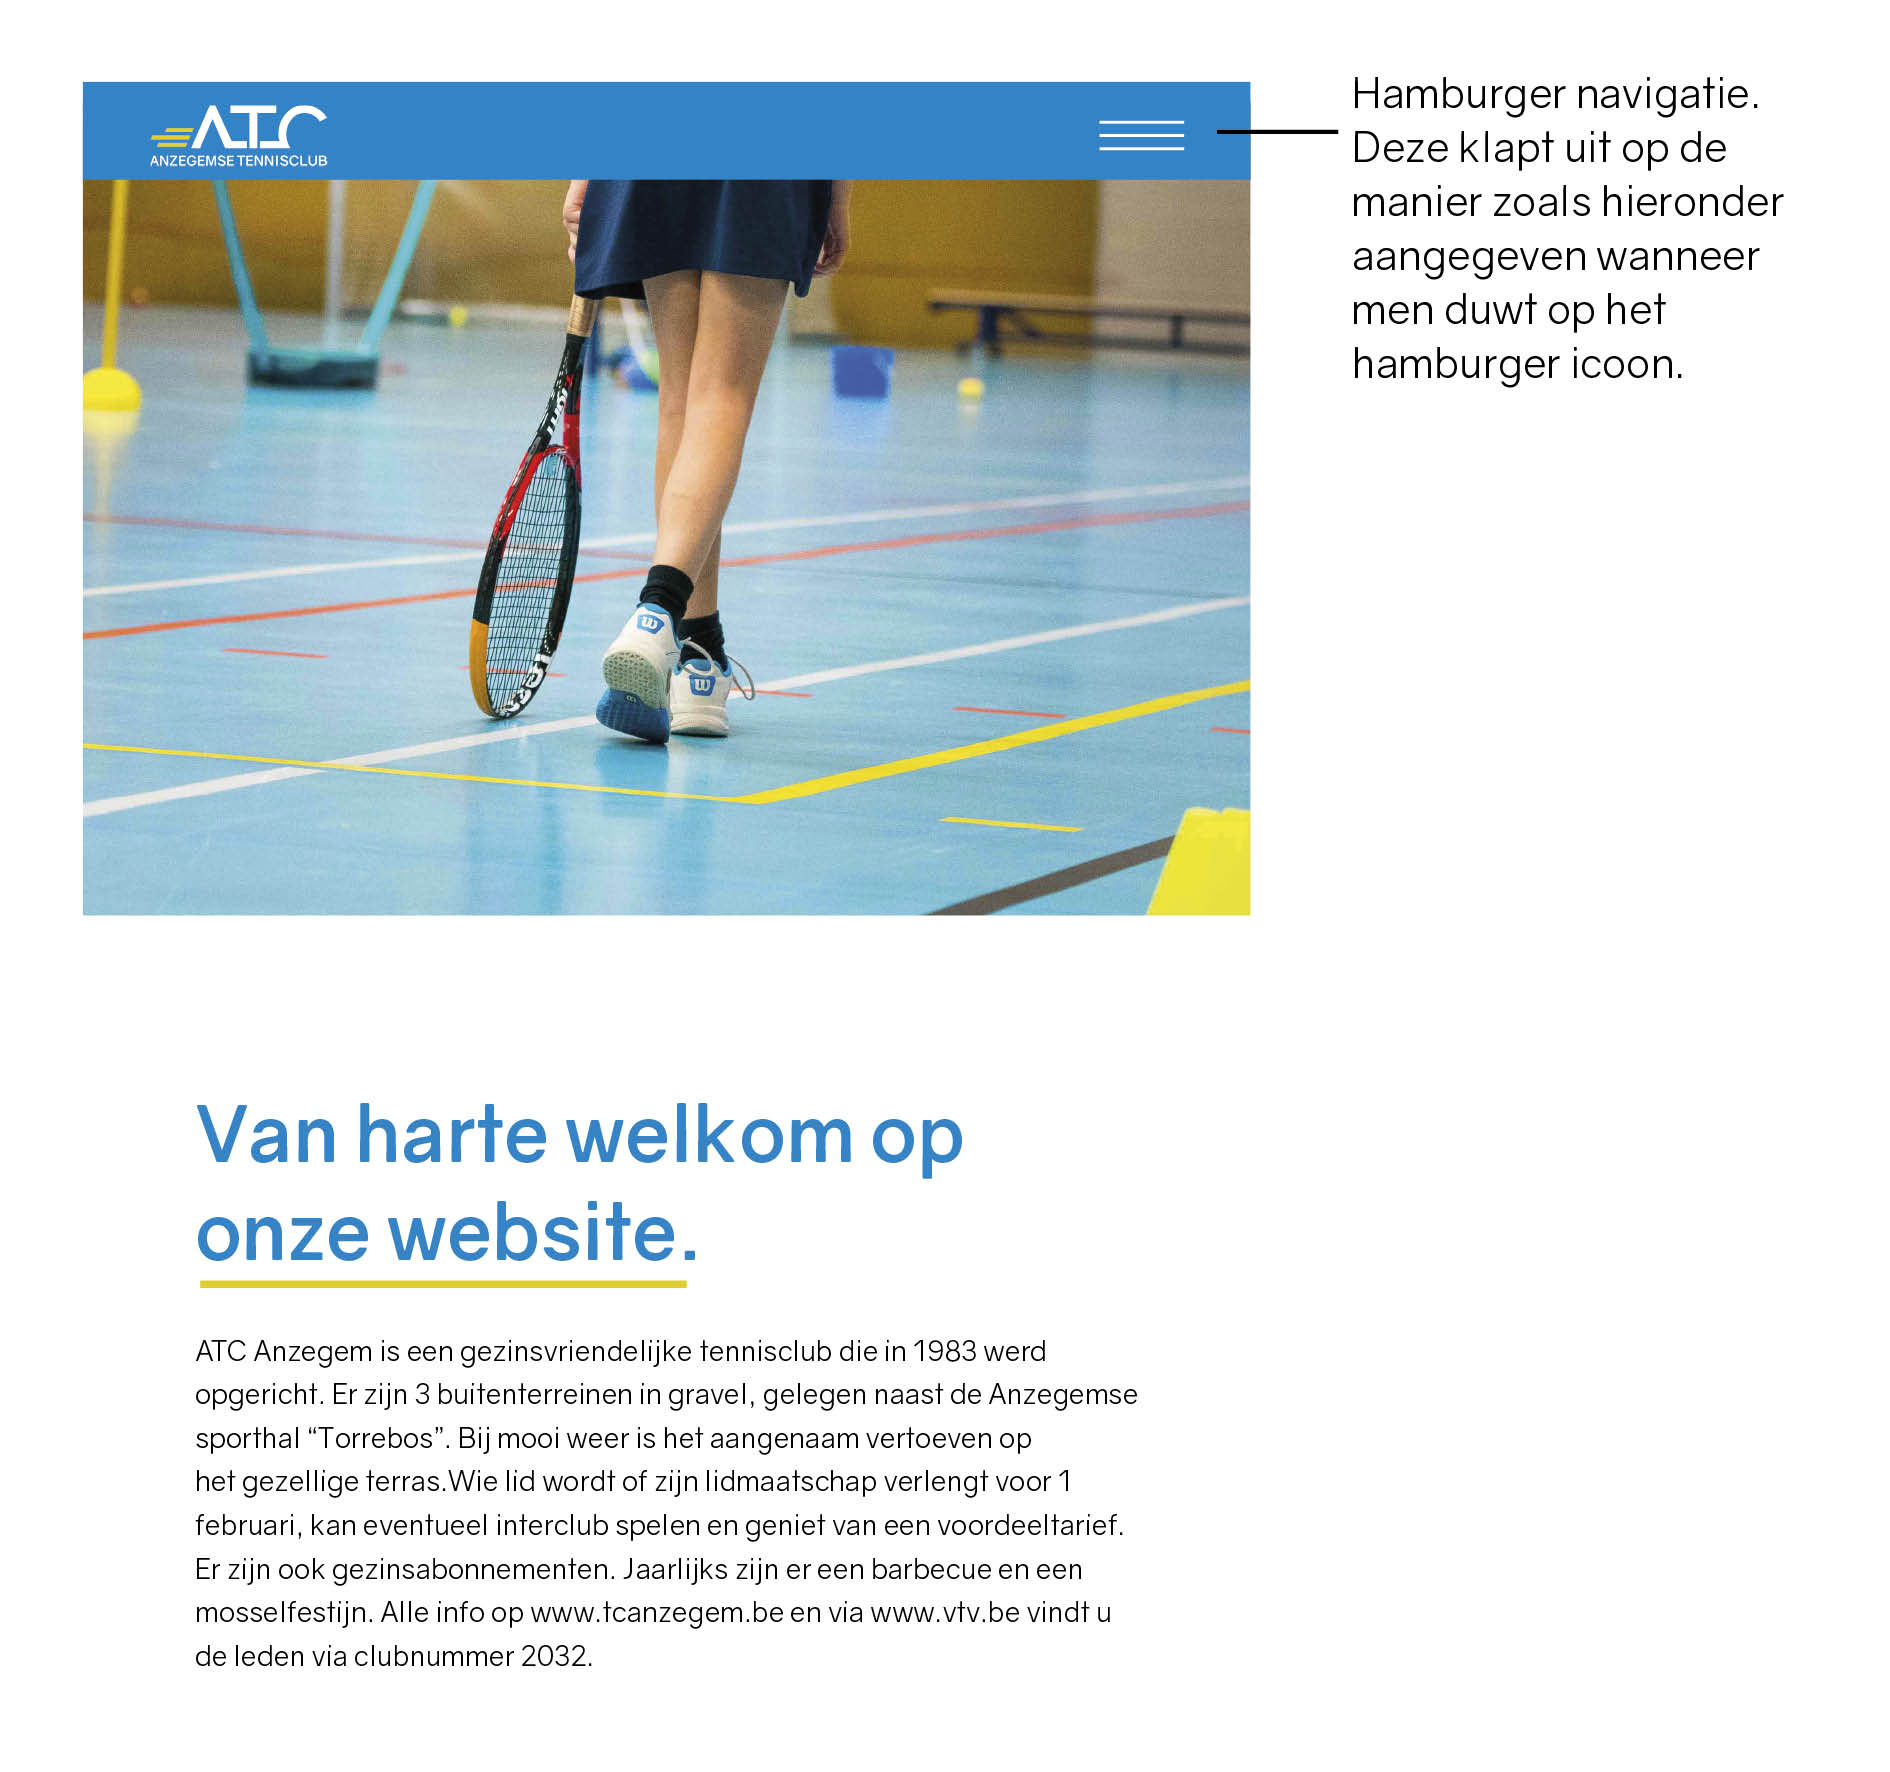 ATC
ANZEGEMSE TENNISCLUB
Hamburger navigatie.
Deze klapt uit op de
manier zoals hieronder
aangegeven wanneer
men duwt op het
hamburger icoon.
W
W
Van harte welkom op
onze website.
ATC Anzegem is een gezinsvriendelijke tennisclub die in 1983 werd
opgericht. Er zijn 3 buitenterreinen in gravel, gelegen naast de Anzegemse
sporthal “Torrebos”. Bij mooi weer is het aangenaam vertoeven op
het gezellige terras.Wie lid wordt of zijn lidmaatschap verlengt voor 1
februari, kan eventueel interclub spelen en geniet van een voordeeltarief.
Er zijn ook gezinsabonnementen. Jaarlijks zijn er een barbecue en een
mosselfestijn. Alle info op www.tcanzegem.be en via www.vtv.be vindt u
de leden via clubnummer 2032.